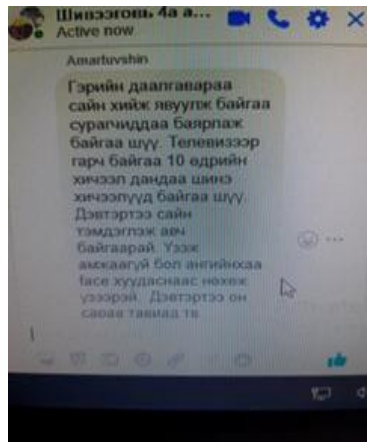 Шивээговь 4а а...
Active now
Amartuvshin
Гэрийн даалгавараа
сайн хийж явуулж байгаа
сурагчиддаа баярлаж
байгаа шүү. Телевизээр
гарч байгаа 10 өдрийн
хичээл дандаа шинэ
хичээлүүд байгаа шүү.
Дэвтэртээ сайн
тэмдэглэж авч
байгаарай. Үзэж
амжаагүй бол ангийнхаа
face хуудаснаас нөхөж
үзээрэй. Дэвтэртээ он
сараа тавиад